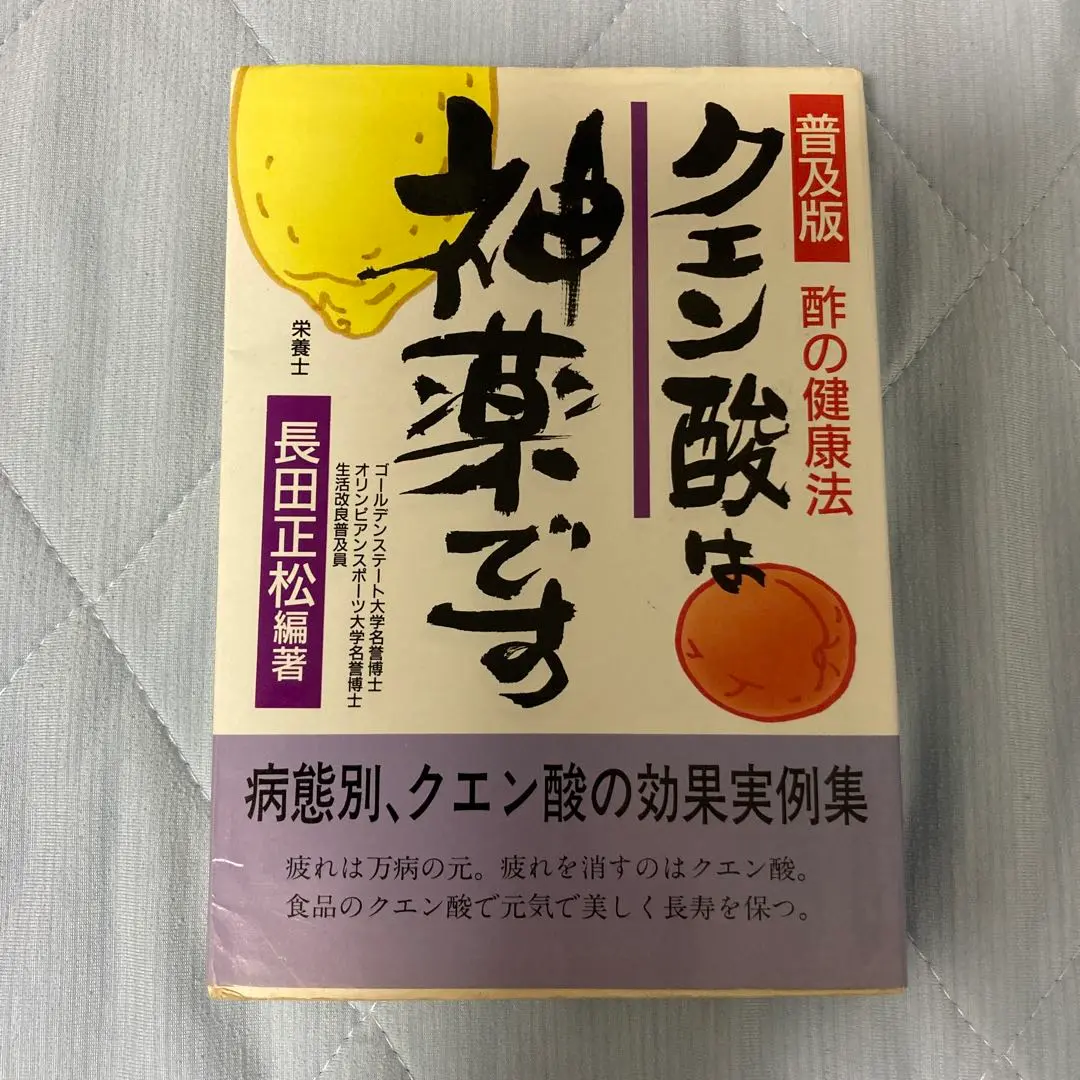 普及版
酢の健康法
クエン酸は
神薬です
栄養士
ゴールデンステート大学名誉博士
オリンピアンスポーツ大学名誉博士
生活改良普及員
長田正松編著
病態別、クエン酸の効果実例集
疲れは万病の元。疲れを消すのはクエン酸。
食品のクエン酸で元気で美しく長寿を保つ。